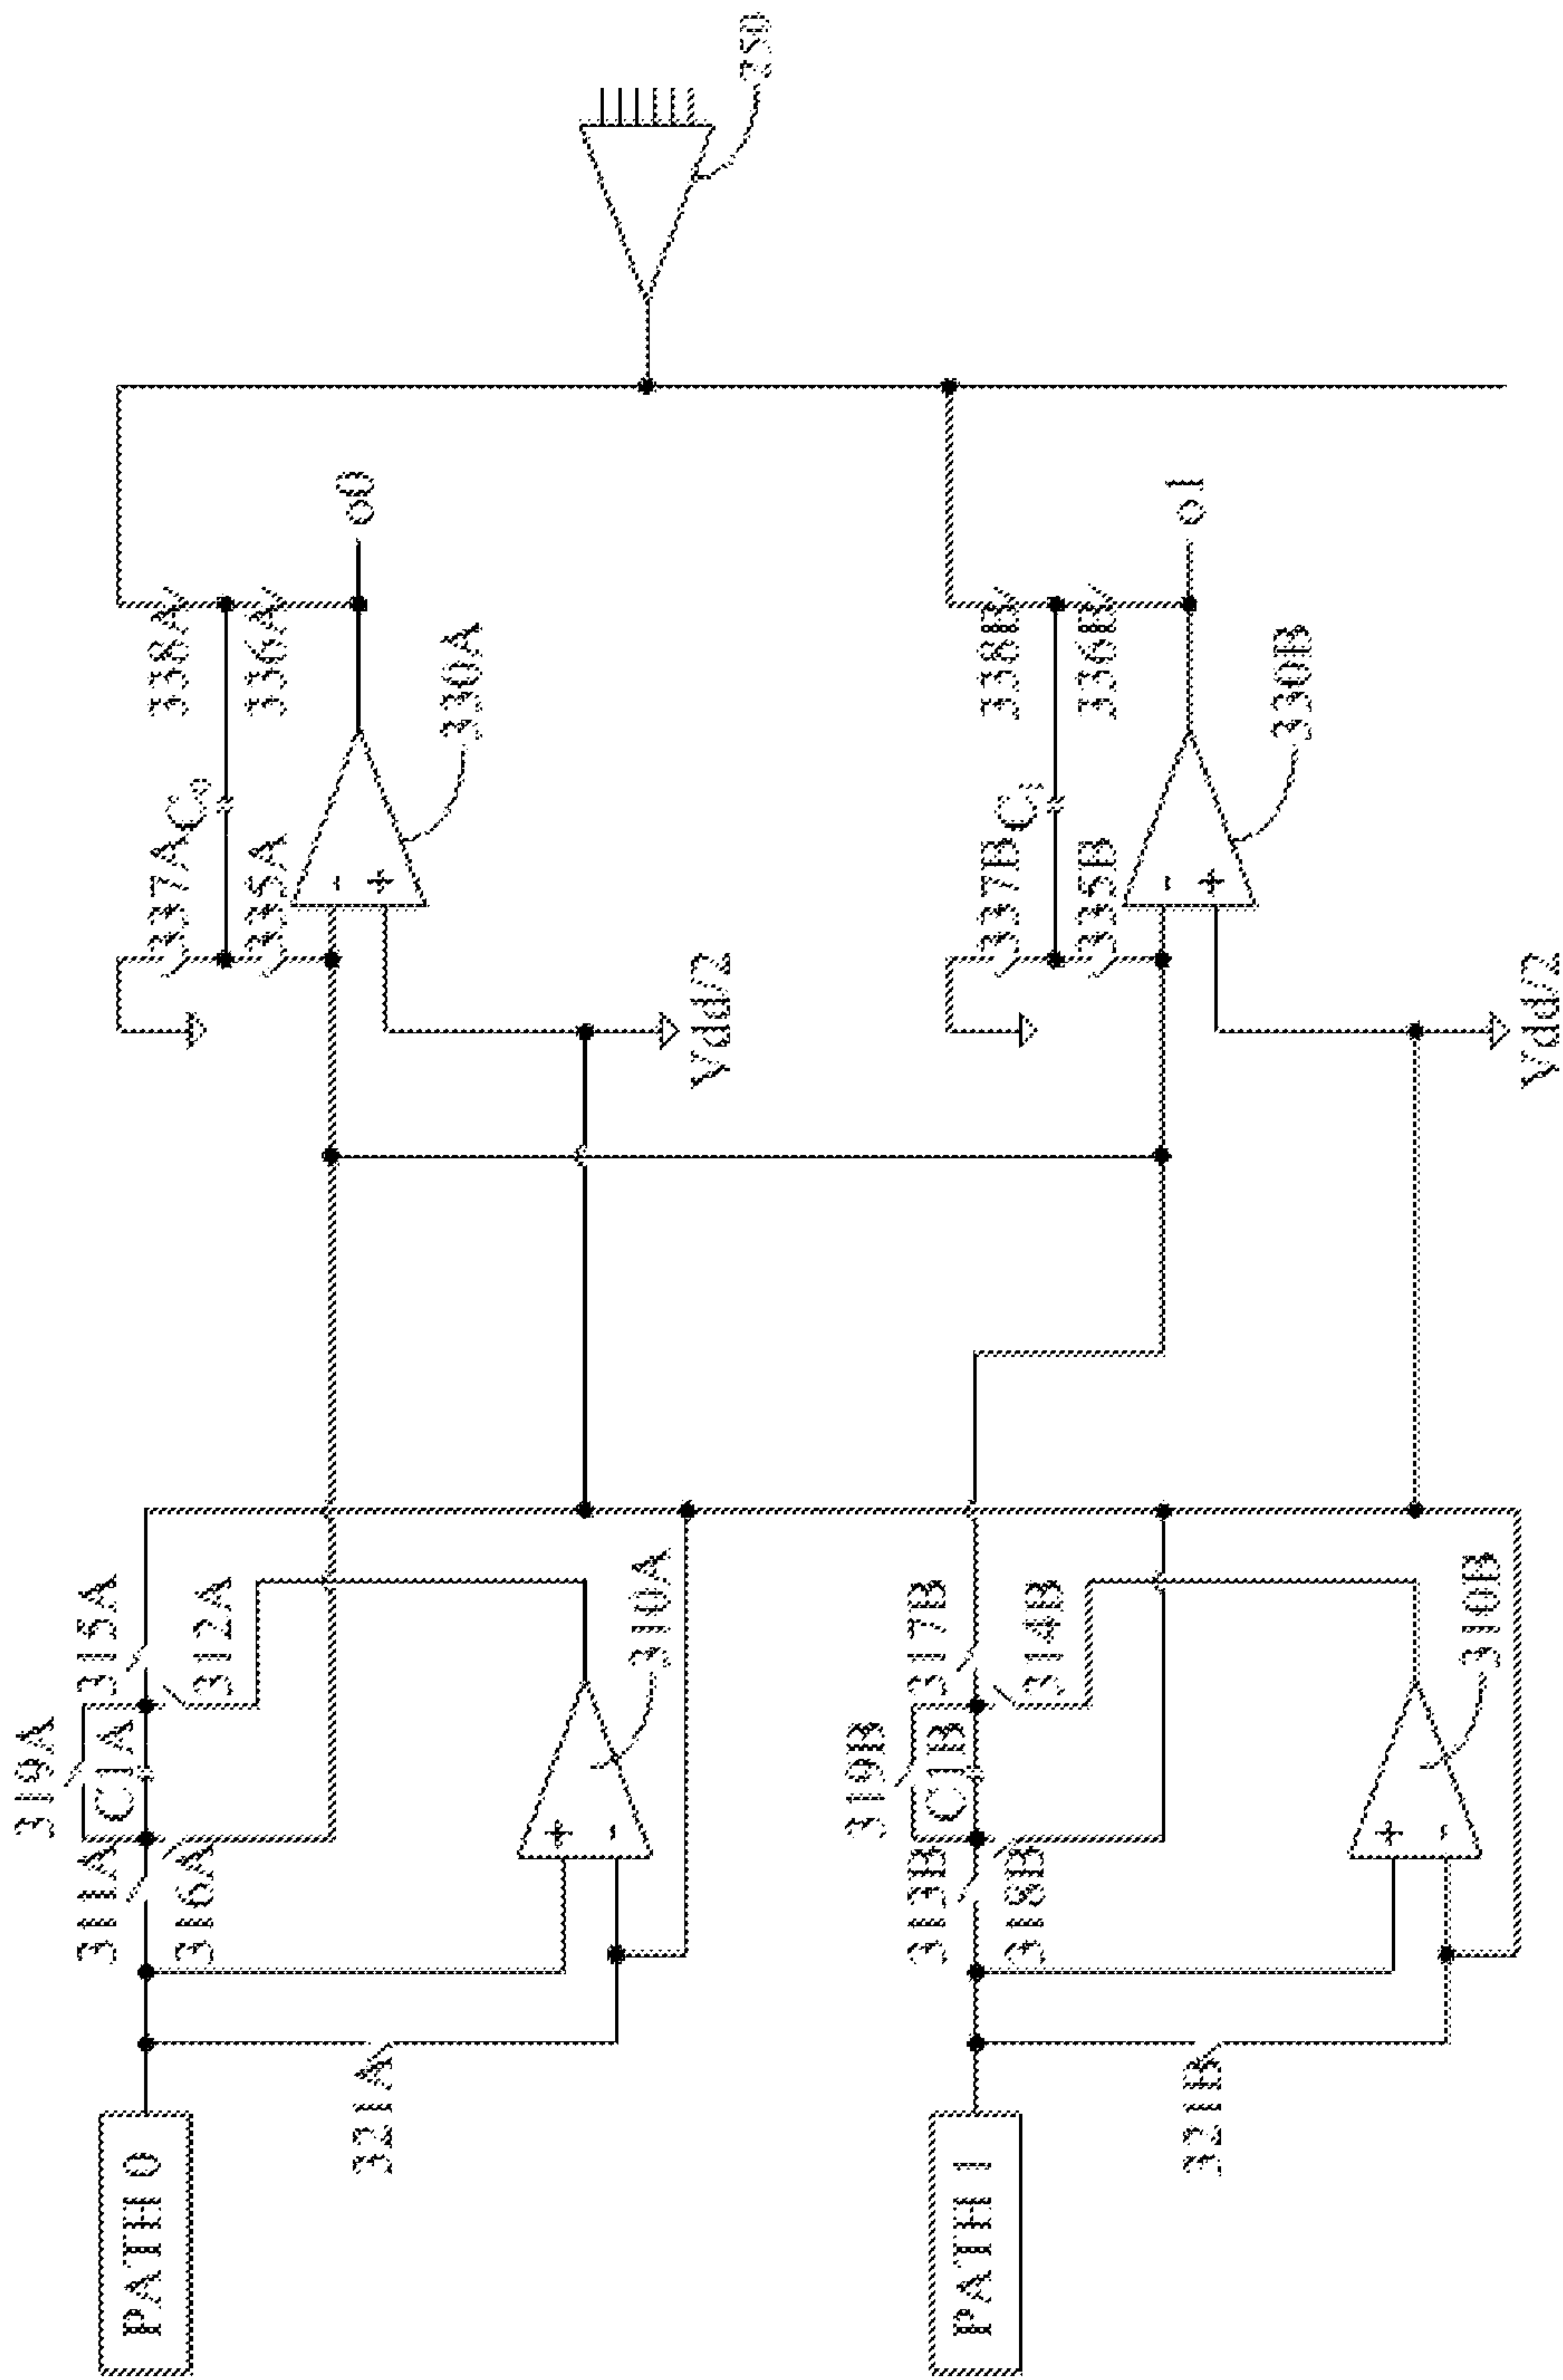 PATH 0
321A
311A
316A
319A
C1A
315A
312A
+
-
310A
337A
335A
C₀
338A
336A
-
+
330A
o0
Vdd/2
350
PATH 1
321B
313B
318B
319B
C1B
317B
314B
+
-
310B
337B
335B
C₁
338B
336B
-
+
330B
o1
Vdd/2